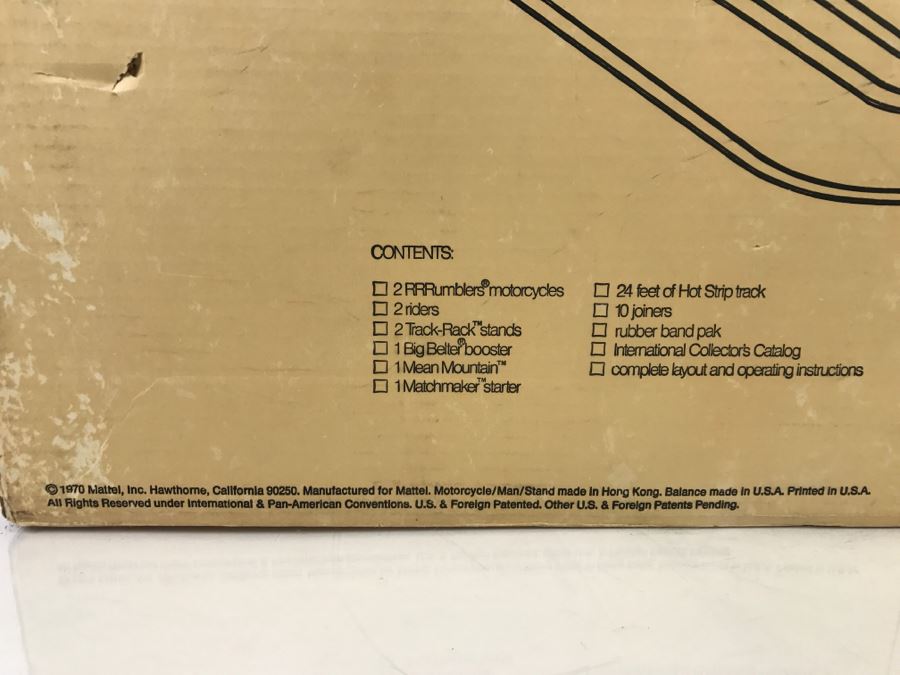 CONTENTS:
☐ 2 RRRumblers® motorcycles
☐ 2 riders
☐ 2 Track-Rack™ stands
☐ 1 Big Belter® booster
☐ 1 Mean Mountain™
☐ 1 Matchmaker™ starter
☐ 24 feet of Hot Strip track
☐ 10 joiners
☐ rubber band pak
☐ International Collector's Catalog
☐ complete layout and operating instructions
© 1970 Mattel, Inc. Hawthorne, California 90250. Manufactured for Mattel. Motorcycle/Man/Stand made in Hong Kong. Balance made in U.S.A. Printed in U.S.A.
All Rights Reserved under International & Pan-American Conventions. U.S. & Foreign Patented. Other U.S. & Foreign Patents Pending.